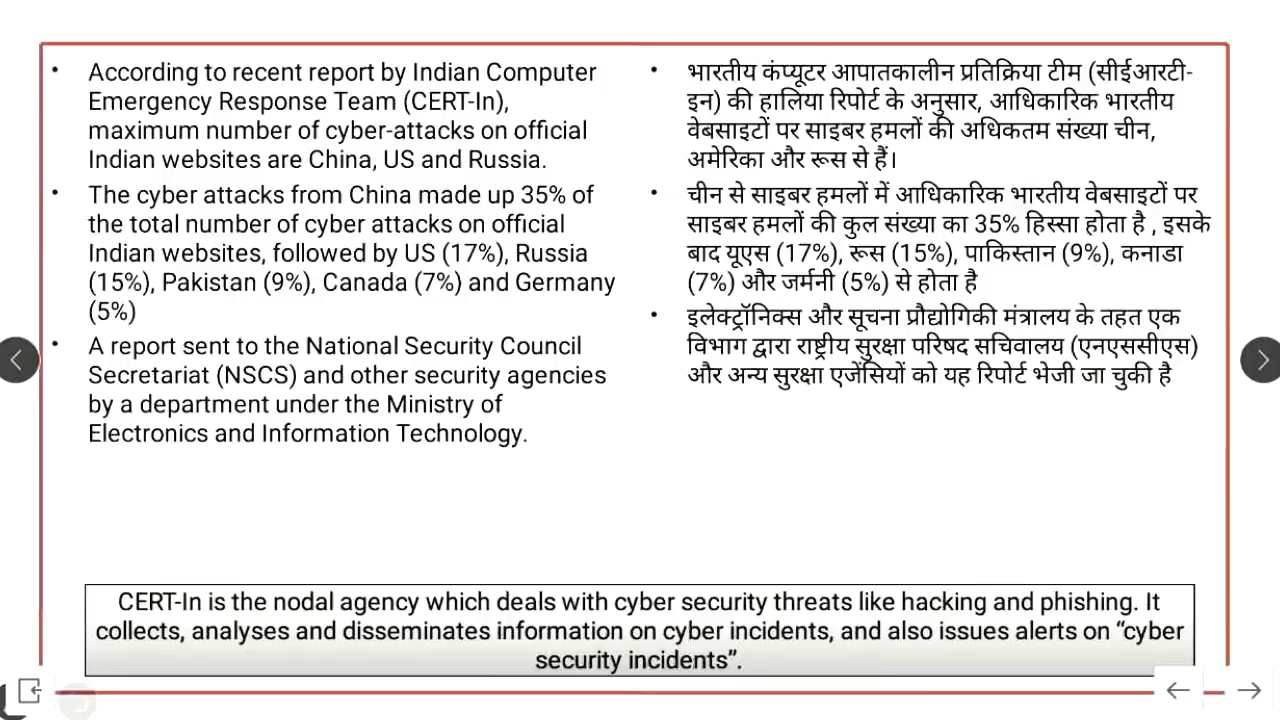 • According to recent report by Indian Computer
Emergency Response Team (CERT-In),
maximum number of cyber-attacks on official
Indian websites are China, US and Russia.
• The cyber attacks from China made up 35% of
the total number of cyber attacks on official
Indian websites, followed by US (17%), Russia
(15%), Pakistan (9%), Canada (7%) and Germany
(5%)
• A report sent to the National Security Council
Secretariat (NSCS) and other security agencies
by a department under the Ministry of
Electronics and Information Technology.
• भारतीय कंप्यूटर आपातकालीन प्रतिक्रिया टीम (सीईआरटी-
इन) की हालिया रिपोर्ट के अनुसार, आधिकारिक भारतीय
वेबसाइटों पर साइबर हमलों की अधिकतम संख्या चीन,
अमेरिका और रूस से हैं।
• चीन से साइबर हमलों में आधिकारिक भारतीय वेबसाइटों पर
साइबर हमलों की कुल संख्या का 35% हिस्सा होता है , इसके
बाद यूएस (17%), रूस (15%), पाकिस्तान (9%), कनाडा
(7%) और जर्मनी (5%) से होता है
• इलेक्ट्रॉनिक्स और सूचना प्रौद्योगिकी मंत्रालय के तहत एक
विभाग द्वारा राष्ट्रीय सुरक्षा परिषद सचिवालय (एनएससीएस)
और अन्य सुरक्षा एजेंसियों को यह रिपोर्ट भेजी जा चुकी है
CERT-In is the nodal agency which deals with cyber security threats like hacking and phishing. It
collects, analyses and disseminates information on cyber incidents, and also issues alerts on “cyber
security incidents”.